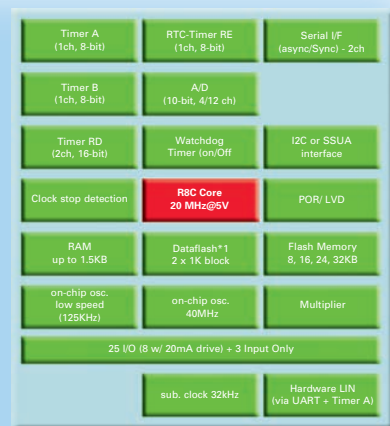 Timer A
(1ch, 8-bit)
RTC-Timer RE
(1ch, 8-bit)
Serial I/F
(async/Sync) - 2ch
Timer B
(1ch, 8-bit)
A/D
(10-bit, 4/12 ch)
Timer RD
(2ch, 16-bit)
Watchdog
Timer (on/Off
I2C or SSUA
interface
Clock stop detection
R8C Core
20 MHz@5V
POR/ LVD
RAM
up to 1.5KB
Dataflash*1
2 x 1K block
Flash Memory
8, 16, 24, 32KB
on-chip osc.
low speed
(125KHz)
on-chip osc.
40MHz
Multiplier
25 I/O (8 w/ 20mA drive) + 3 Input Only
sub. clock 32kHz
Hardware LIN
(via UART + Timer A)